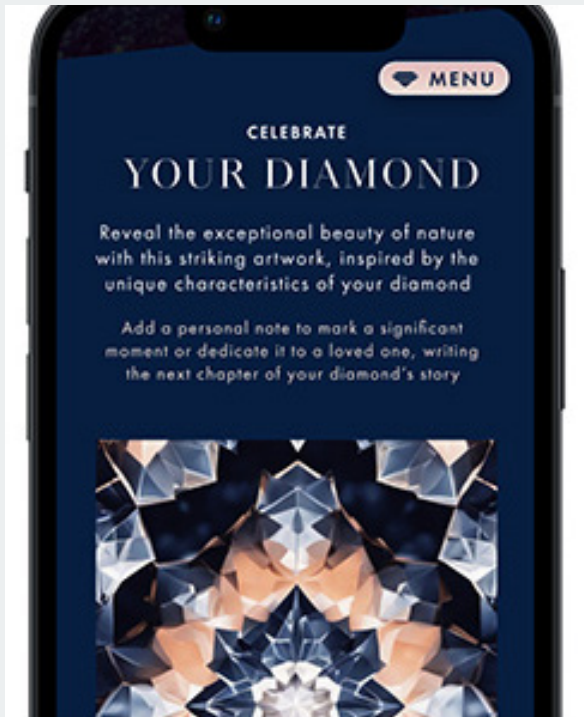 MENU
CELEBRATE
YOUR DIAMOND
Reveal the exceptional beauty of nature
with this striking artwork, inspired by the
unique characteristics of your diamond
Add a personal note to mark a significant
moment or dedicate it to a loved one, writing
the next chapter of your diamond's story